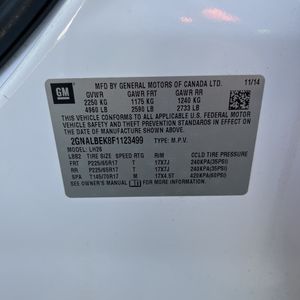 GM
MFD BY GENERAL MOTORS OF CANADA LTD. 11/14
GVWR GAWR FRT GAWR RR
2250 KG 1175 KG 1240 KG
4960 LB 2590 LB 2733 LB
THIS VEHICLE CONFORMS TO ALL APPLICABLE U.S. FEDERAL MOTOR
VEHICLE SAFETY AND THEFT PREVENTION STANDARDS IN
EFFECT ON THE DATE OF MANUFACTURE SHOWN ABOVE.
2GNALBEK8F1123499 TYPE: M.P.V.
MODEL: LH26
LBB2 TIRE SIZE SPEED RTG RIM CCLD TIRE PRESSURE
FRT P225/65R17 T 17X7J 240KPA(35PSI)
RR P225/65R17 T 17X7J 240KPA(35PSI)
SPA T145/70R17 M 17X4.5T 420KPA(60PSI)
SEE OWNER'S MANUAL FOR MORE INFORMATION.